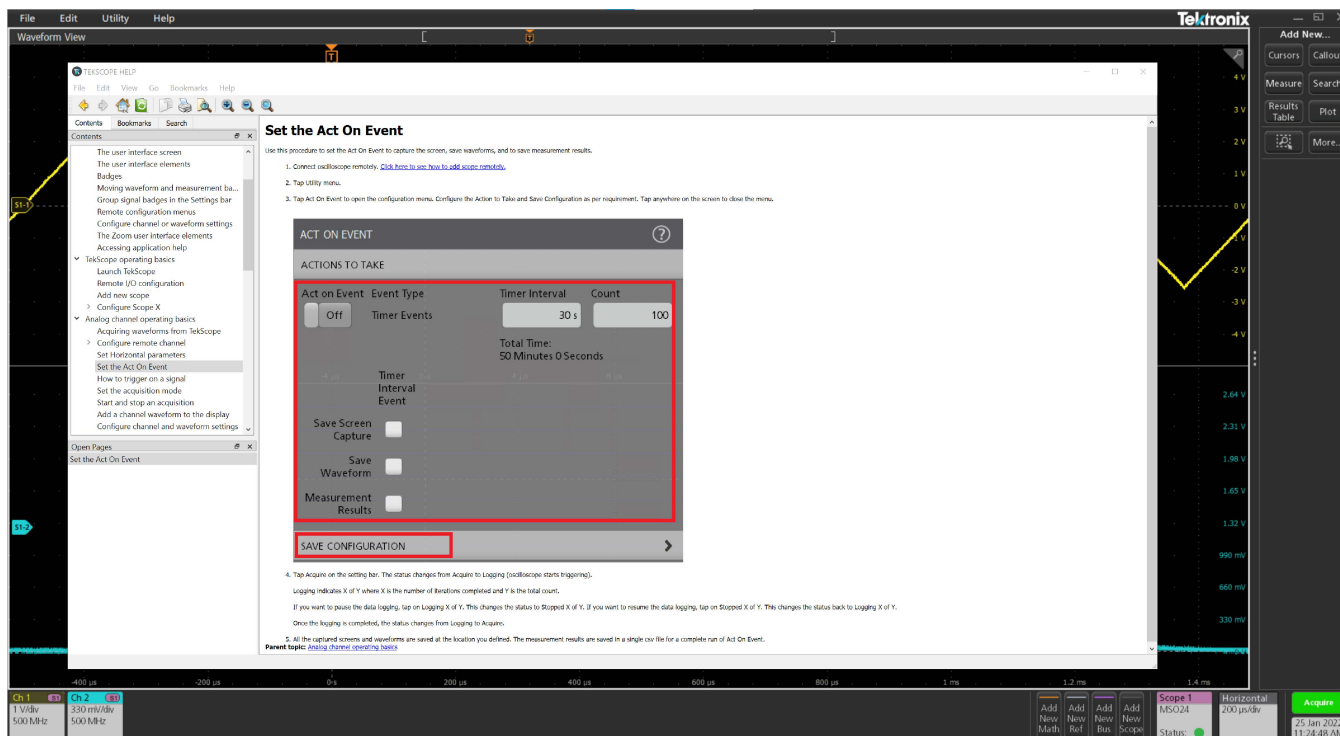 File Edit Utility Help
Tektronix
Waveform View
Add New...
Cursors
Measure Search
Results Table Plot
More...
TEKSCOPE HELP
File Edit View Go Bookmarks Help
Contents Bookmarks Search
Contents
The user interface screen
The user interface elements
Badges
Moving waveform and measurement ba...
Group signal badges in the Settings bar
Remote configuration menus
Configure channel or waveform settings
The Zoom user interface elements
Accessing application help
TekScope operating basics
Launch TekScope
Remote I/O configuration
Add new scope
Configure Scope X
Analog channel operating basics
Acquiring waveforms from TekScope
Configure remote channel
Set Horizontal parameters
Set the Act On Event
How to trigger on a signal
Set the acquisition mode
Start and stop an acquisition
Add a channel waveform to the display
Configure channel and waveform settings
Open Pages
Set the Act On Event
Set the Act On Event
Use this procedure to set the Act On Event to capture the screen, save waveforms, and to save measurement results.
1. Connect oscilloscope remotely. Click here to see how to add scope remotely.
2. Tap Utility menu.
3. Tap Act On Event to open the configuration menu. Configure the Action to Take and Save Configuration as per requirement. Tap anywhere on the screen to close the menu.
ACT ON EVENT
ACTIONS TO TAKE
Act on Event Event Type Timer Interval Count
Off Timer Events 30 s 100
Total Time:
50 Minutes 0 Seconds
Timer
Interval
Event
Save Screen
Capture
Save
Waveform
Measurement
Results
SAVE CONFIGURATION
4. Tap Acquire on the setting bar. The status changes from Acquire to Logging (oscilloscope starts triggering).
Logging indicates X of Y where X is the number of iterations completed and Y is the total count.
If you want to pause the data logging, tap on Logging X of Y. This changes the status to Stopped X of Y. If you want to resume the data logging, tap on Stopped X of Y. This changes the status back to Logging X of Y.
Once the logging is completed, the status changes from Logging to Acquire.
5. All the captured screens and waveforms are saved at the location you defined. The measurement results are saved in a single csv file for a complete run of Act On Event.
Parent topic: Analog channel operating basics
4 V
3 V
2 V
1 V
0 V
-1 V
-2 V
-3 V
-4 V
2.64 V
2.31 V
1.98 V
1.65 V
1.32 V
990 mV
660 mV
330 mV
S1-1
S1-2
-400 µs -200 µs 0 s 200 µs 400 µs 600 µs 800 µs 1 ms 1.2 ms 1.4 ms
Ch 1 S1
1 V/div
500 MHz
Ch 2 S1
330 mV/div
500 MHz
Add New Math
Add New Ref
Add New Bus
Add New Scope
Scope 1
MSO24
Status:
Horizontal
200 µs/div
Acquire
25 Jan 2022
11:24:48 AM